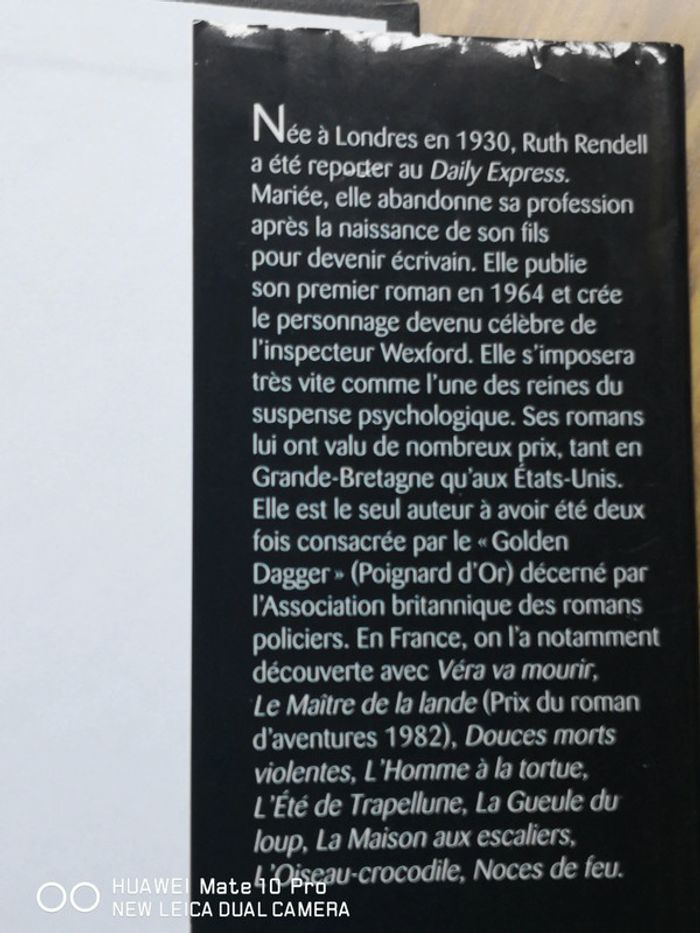 Née à Londres en 1930, Ruth Rendell
a été reporter au Daily Express.
Mariée, elle abandonne sa profession
après la naissance de son fils
pour devenir écrivain. Elle publie
son premier roman en 1964 et crée
le personnage devenu célèbre de
l'inspecteur Wexford. Elle s'imposera
très vite comme l'une des reines du
suspense psychologique. Ses romans
lui ont valu de nombreux prix, tant en
Grande-Bretagne qu'aux États-Unis.
Elle est le seul auteur à avoir été deux
fois consacrée par le « Golden
Dagger » (Poignard d'Or) décerné par
l'Association britannique des romans
policiers. En France, on l'a notamment
découverte avec Véra va mourir,
Le Maître de la lande (Prix du roman
d'aventures 1982), Douces morts
violentes, L'Homme à la tortue,
L'Été de Trapellune, La Gueule du
loup, La Maison aux escaliers,
L'Oiseau-crocodile, Noces de feu.
HUAWEI Mate 10 Pro
NEW LEICA DUAL CAMERA